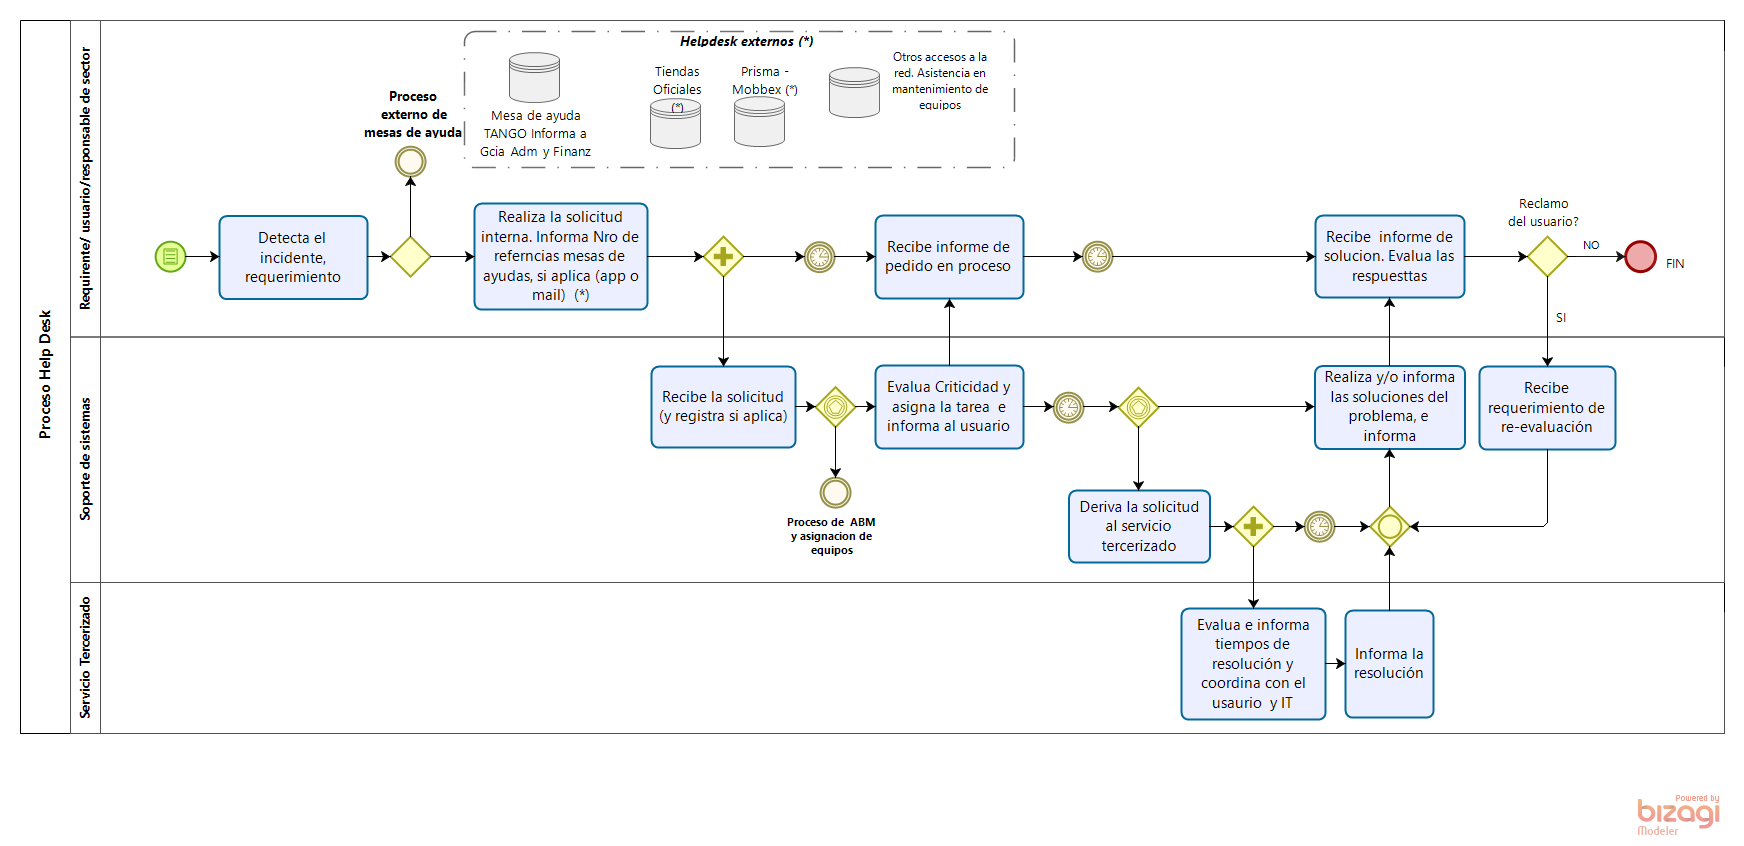 Proceso Help Desk
Requirente/ usuario/responsable de sector
Helpdesk externos (*)
Mesa de ayuda
TANGO Informa a
Gcia Adm y Finanz
Tiendas
Oficiales
(*)
Prisma -
Mobbex (*)
Otros accesos a la
red. Asistencia en
mantenimiento de
equipos
Proceso
externo de
mesas de ayuda
Detecta el
incidente,
requerimiento
Realiza la solicitud
interna. Informa Nro de
referncias mesas de
ayudas, si aplica (app o
mail)  (*)
Recibe informe de
pedido en proceso
Recibe  informe de
solucion. Evalua las
respuesttas
Reclamo
del usuario?
NO
FIN
SI
Soporte de sistemas
Recibe la solicitud
(y registra si aplica)
Proceso de  ABM
y asignacion de
equipos
Evalua Criticidad y
asigna la tarea  e
informa al usuario
Deriva la solicitud
al servicio
tercerizado
Realiza y/o informa
las soluciones del
problema, e
informa
Recibe
requerimiento de
re-evaluación
Servicio Tercerizado
Evalua e informa
tiempos de
resolución y
coordina con el
usaurio  y IT
Informa la
resolución
Powered by
bizagi
Modeler